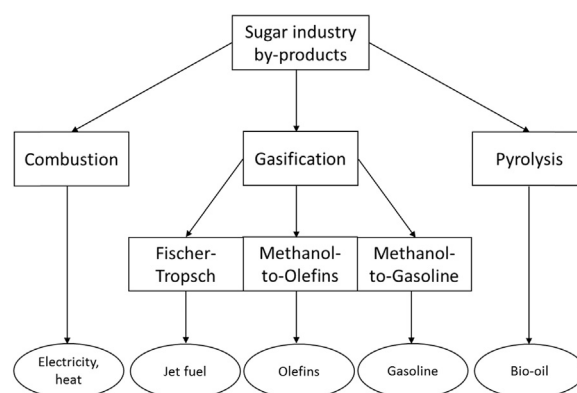 Sugar industry
by-products
Combustion
Gasification
Pyrolysis
Fischer-
Tropsch
Methanol-
to-Olefins
Methanol-
to-Gasoline
Electricity,
heat
Jet fuel
Olefins
Gasoline
Bio-oil